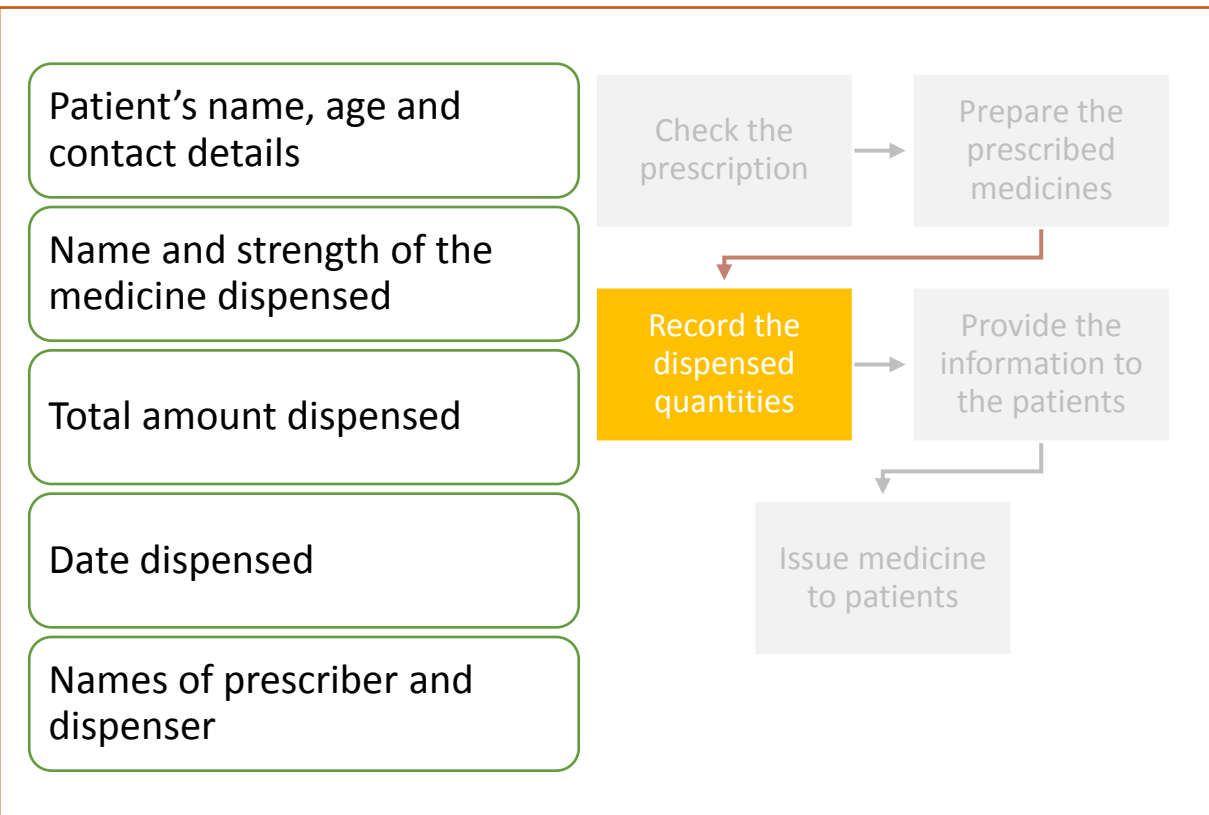 Patient’s name, age and
contact details
Name and strength of the
medicine dispensed
Total amount dispensed
Date dispensed
Names of prescriber and
dispenser
Check the
prescription
Prepare the
prescribed
medicines
Record the
dispensed
quantities
Provide the
information to
the patients
Issue medicine
to patients